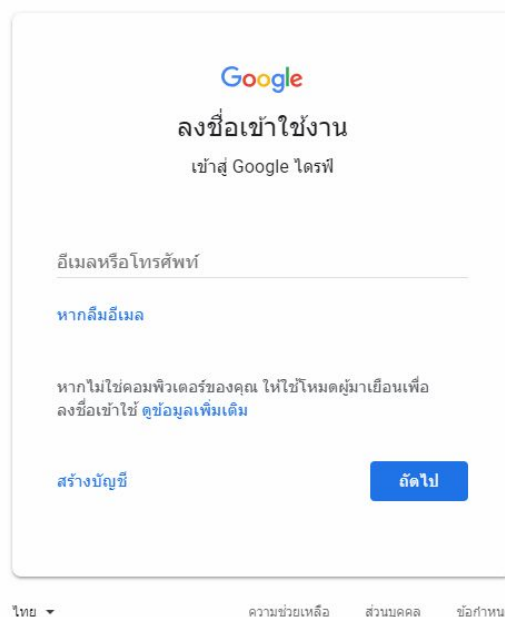 Google
ลงชื่อเข้าใช้งาน
เข้าสู่ Google ไดรฟ์
อีเมลหรือโทรศัพท์
หากลืมอีเมล
หากไม่ใช่คอมพิวเตอร์ของคุณ ให้ใช้โหมดผู้มาเยือนเพื่อ
ลงชื่อเข้าใช้ ดูข้อมูลเพิ่มเติม
สร้างบัญชี ถัดไป
ไทย ความช่วยเหลือ ส่วนบุคคล ข้อกำหน